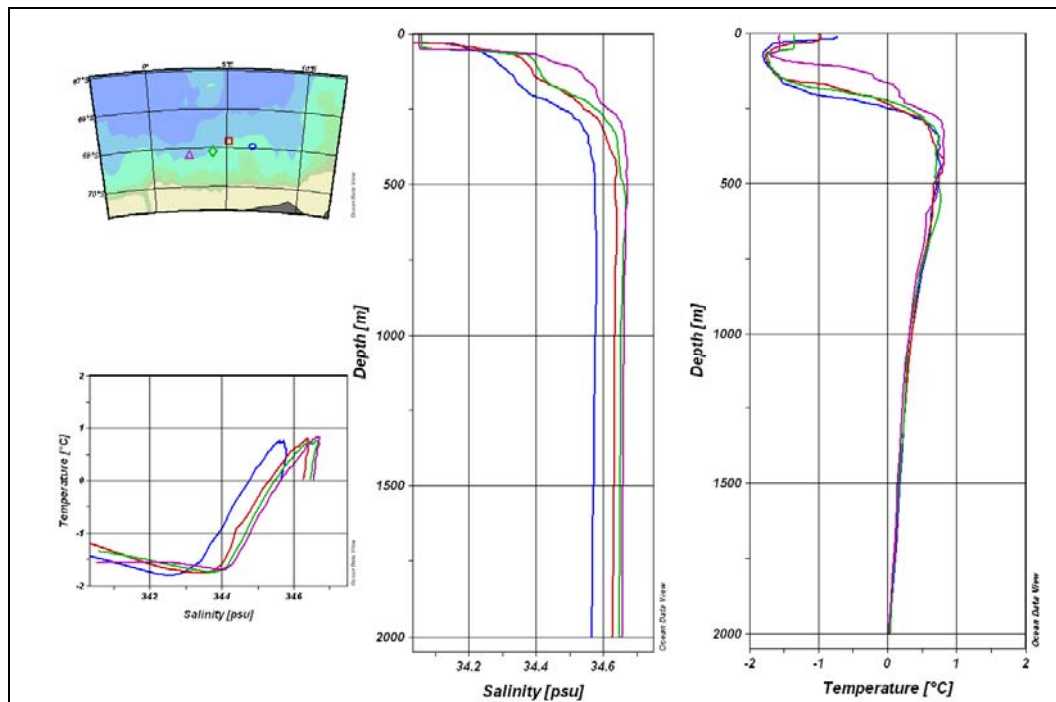 0°
5°E
10°E
67°S
68°S
69°S
70°S
Ocean Data View
2
1
0
-1
-2
Temperature [°C]
342
344
346
Salinity [psu]
Ocean Data View
0
500
1000
1500
2000
Depth [m]
34.2
34.4
34.6
Salinity [psu]
Ocean Data View
0
500
1000
1500
2000
Depth [m]
-2
-1
0
1
2
Temperature [°C]
Ocean Data View